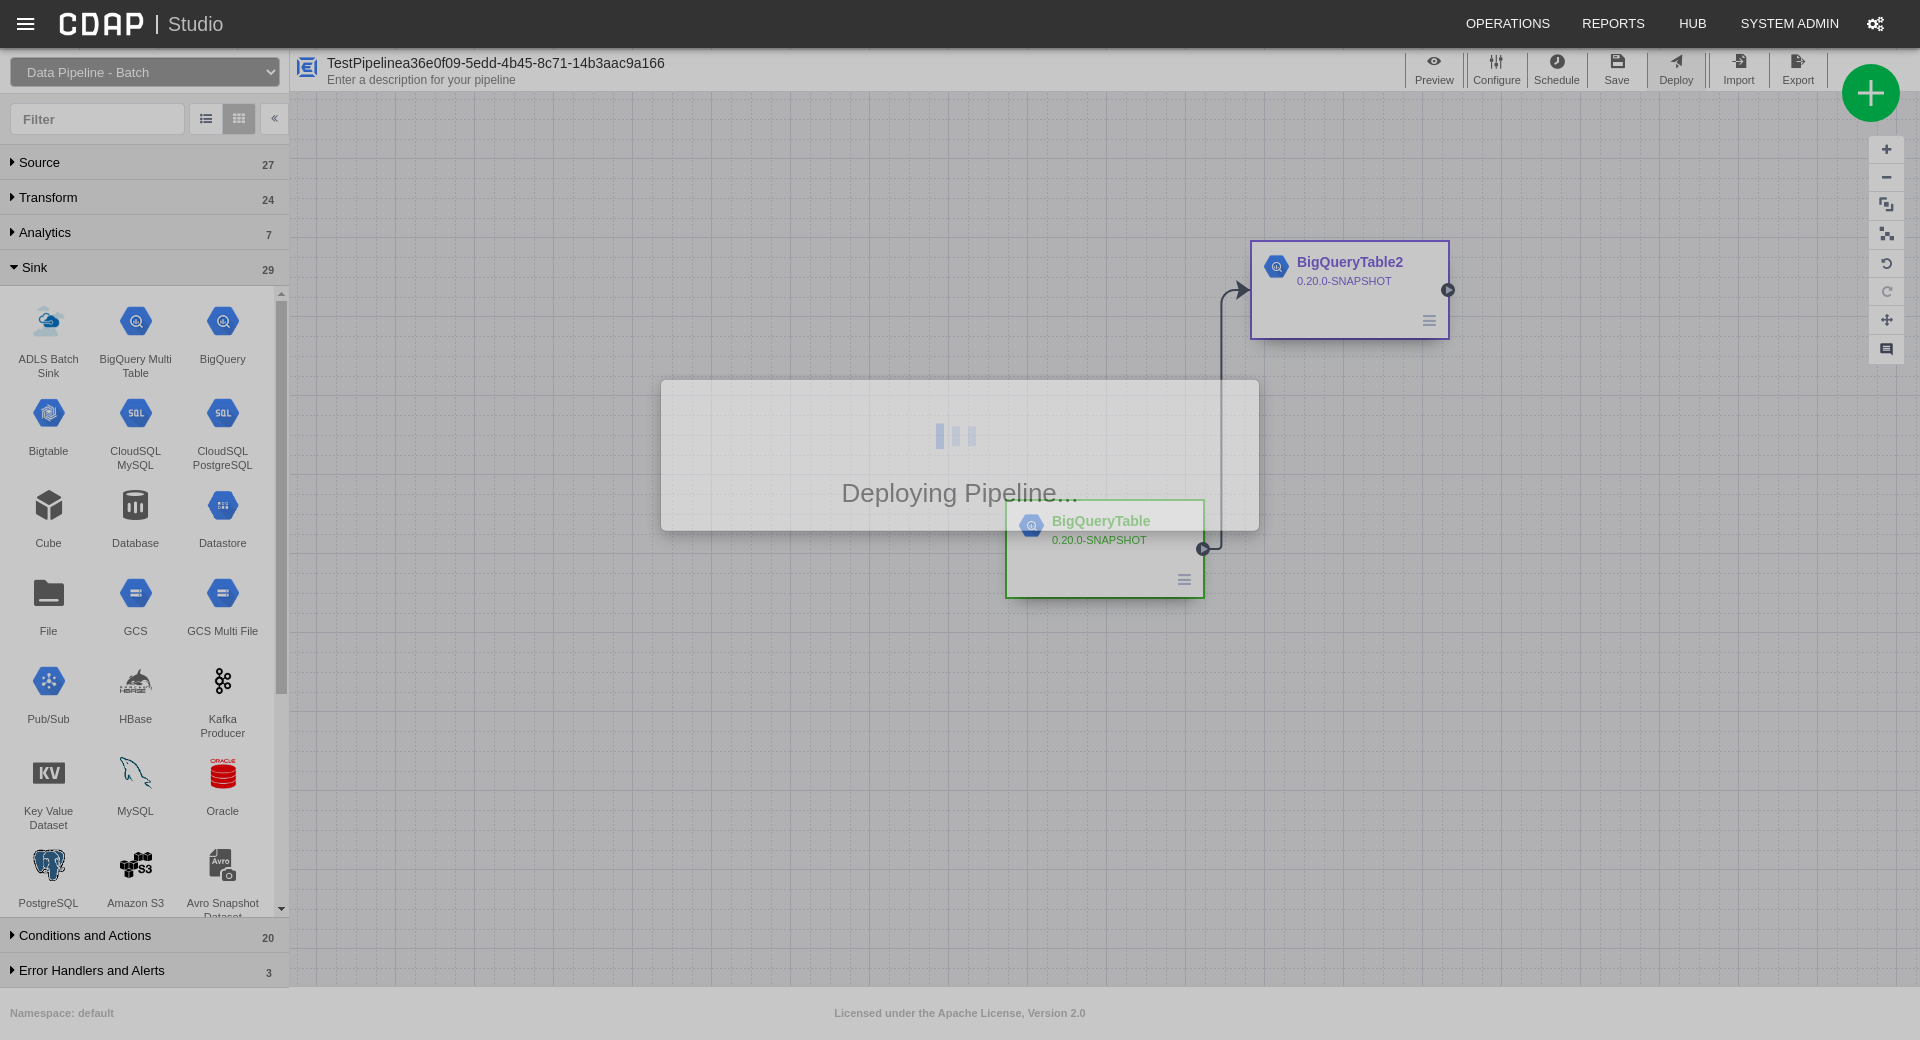 CDAP | Studio
OPERATIONS REPORTS HUB SYSTEM ADMIN
Data Pipeline - Batch
TestPipelinea36e0f09-5edd-4b45-8c71-14b3aac9a166
Enter a description for your pipeline
Preview Configure Schedule Save Deploy Import Export
Filter
Source 27
Transform 24
Analytics 7
Sink 29
ADLS Batch Sink
BigQuery Multi Table
BigQuery
Bigtable
SQL
CloudSQL MySQL
SQL
CloudSQL PostgreSQL
Cube
Database
Datastore
File
GCS
GCS Multi File
Pub/Sub
HBASE
HBase
Kafka Producer
KV
Key Value Dataset
MySQL
ORACLE
Oracle
PostgreSQL
S3
Amazon S3
Avro
Avro Snapshot Dataset
Conditions and Actions 20
Error Handlers and Alerts 3
BigQueryTable2
0.20.0-SNAPSHOT
Deploying Pipeline...
BigQueryTable
0.20.0-SNAPSHOT
Namespace: default
Licensed under the Apache License, Version 2.0